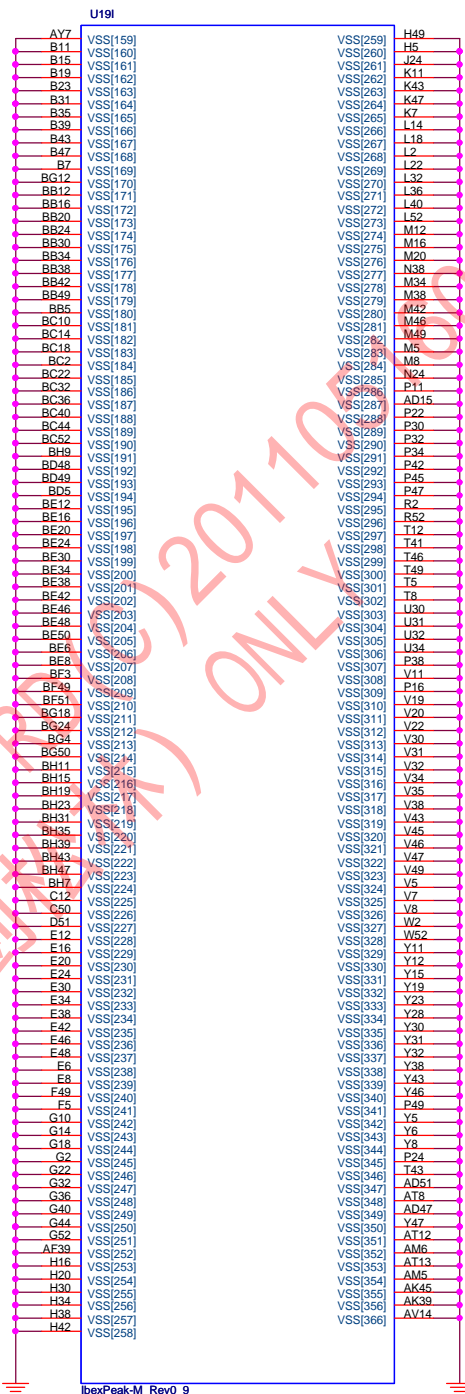 U19I
AY7 VSS[159] VSS[259] H49
B11 VSS[160] VSS[260] H5
B15 VSS[161] VSS[261] J24
B19 VSS[162] VSS[262] K11
B23 VSS[163] VSS[263] K43
B31 VSS[164] VSS[264] K47
B35 VSS[165] VSS[265] K7
B39 VSS[166] VSS[266] L14
B43 VSS[167] VSS[267] L18
B47 VSS[168] VSS[268] L2
B7 VSS[169] VSS[269] L22
BG12 VSS[170] VSS[270] L32
BB12 VSS[171] VSS[271] L36
BB16 VSS[172] VSS[272] L40
BB20 VSS[173] VSS[273] L52
BB24 VSS[174] VSS[274] M12
BB30 VSS[175] VSS[275] M16
BB34 VSS[176] VSS[276] M20
BB38 VSS[177] VSS[277] N38
BB42 VSS[178] VSS[278] M34
BB49 VSS[179] VSS[279] M38
BB5 VSS[180] VSS[280] M42
BC10 VSS[181] VSS[281] M46
BC14 VSS[182] VSS[282] M49
BC18 VSS[183] VSS[283] M5
BC2 VSS[184] VSS[284] M8
BC22 VSS[185] VSS[285] N24
BC32 VSS[186] VSS[286] P11
BC36 VSS[187] VSS[287] AD15
BC40 VSS[188] VSS[288] P22
BC44 VSS[189] VSS[289] P30
BC52 VSS[190] VSS[290] P32
BH9 VSS[191] VSS[291] P34
BD48 VSS[192] VSS[292] P42
BD49 VSS[193] VSS[293] P45
BD5 VSS[194] VSS[294] P47
BE12 VSS[195] VSS[295] R2
BE16 VSS[196] VSS[296] R52
BE20 VSS[197] VSS[297] T12
BE24 VSS[198] VSS[298] T41
BE30 VSS[199] VSS[299] T46
BE34 VSS[200] VSS[300] T49
BE38 VSS[201] VSS[301] T5
BE42 VSS[202] VSS[302] T8
BE46 VSS[203] VSS[303] U30
BE48 VSS[204] VSS[304] U31
BE50 VSS[205] VSS[305] U32
BE6 VSS[206] VSS[306] U34
BE8 VSS[207] VSS[307] P38
BF3 VSS[208] VSS[308] V11
BF49 VSS[209] VSS[309] P16
BF51 VSS[210] VSS[310] V19
BG18 VSS[211] VSS[311] V20
BG24 VSS[212] VSS[312] V22
BG4 VSS[213] VSS[313] V30
BG50 VSS[214] VSS[314] V31
BH11 VSS[215] VSS[315] V32
BH15 VSS[216] VSS[316] V34
BH19 VSS[217] VSS[317] V35
BH23 VSS[218] VSS[318] V38
BH31 VSS[219] VSS[319] V43
BH35 VSS[220] VSS[320] V45
BH39 VSS[221] VSS[321] V46
BH43 VSS[222] VSS[322] V47
BH47 VSS[223] VSS[323] V49
BH7 VSS[224] VSS[324] V5
C12 VSS[225] VSS[325] V7
C50 VSS[226] VSS[326] V8
D51 VSS[227] VSS[327] W2
E12 VSS[228] VSS[328] W52
E16 VSS[229] VSS[329] Y11
E20 VSS[230] VSS[330] Y12
E24 VSS[231] VSS[331] Y15
E30 VSS[232] VSS[332] Y19
E34 VSS[233] VSS[333] Y23
E38 VSS[234] VSS[334] Y28
E42 VSS[235] VSS[335] Y30
E46 VSS[236] VSS[336] Y31
E48 VSS[237] VSS[337] Y32
E6 VSS[238] VSS[338] Y38
E8 VSS[239] VSS[339] Y43
F49 VSS[240] VSS[340] Y46
F5 VSS[241] VSS[341] P49
G10 VSS[242] VSS[342] Y5
G14 VSS[243] VSS[343] Y6
G18 VSS[244] VSS[344] Y8
G2 VSS[245] VSS[345] P24
G22 VSS[246] VSS[346] T43
G32 VSS[247] VSS[347] AD51
G36 VSS[248] VSS[348] AT8
G40 VSS[249] VSS[349] AD47
G44 VSS[250] VSS[350] Y47
G52 VSS[251] VSS[351] AT12
AF39 VSS[252] VSS[352] AM6
H16 VSS[253] VSS[353] AT13
H20 VSS[254] VSS[354] AM5
H30 VSS[255] VSS[355] AK45
H34 VSS[256] VSS[356] AK39
H38 VSS[257] VSS[366] AV14
H42 VSS[258]
IbexPeak-M_Rev0_9
RD(C)201105160
ONLY